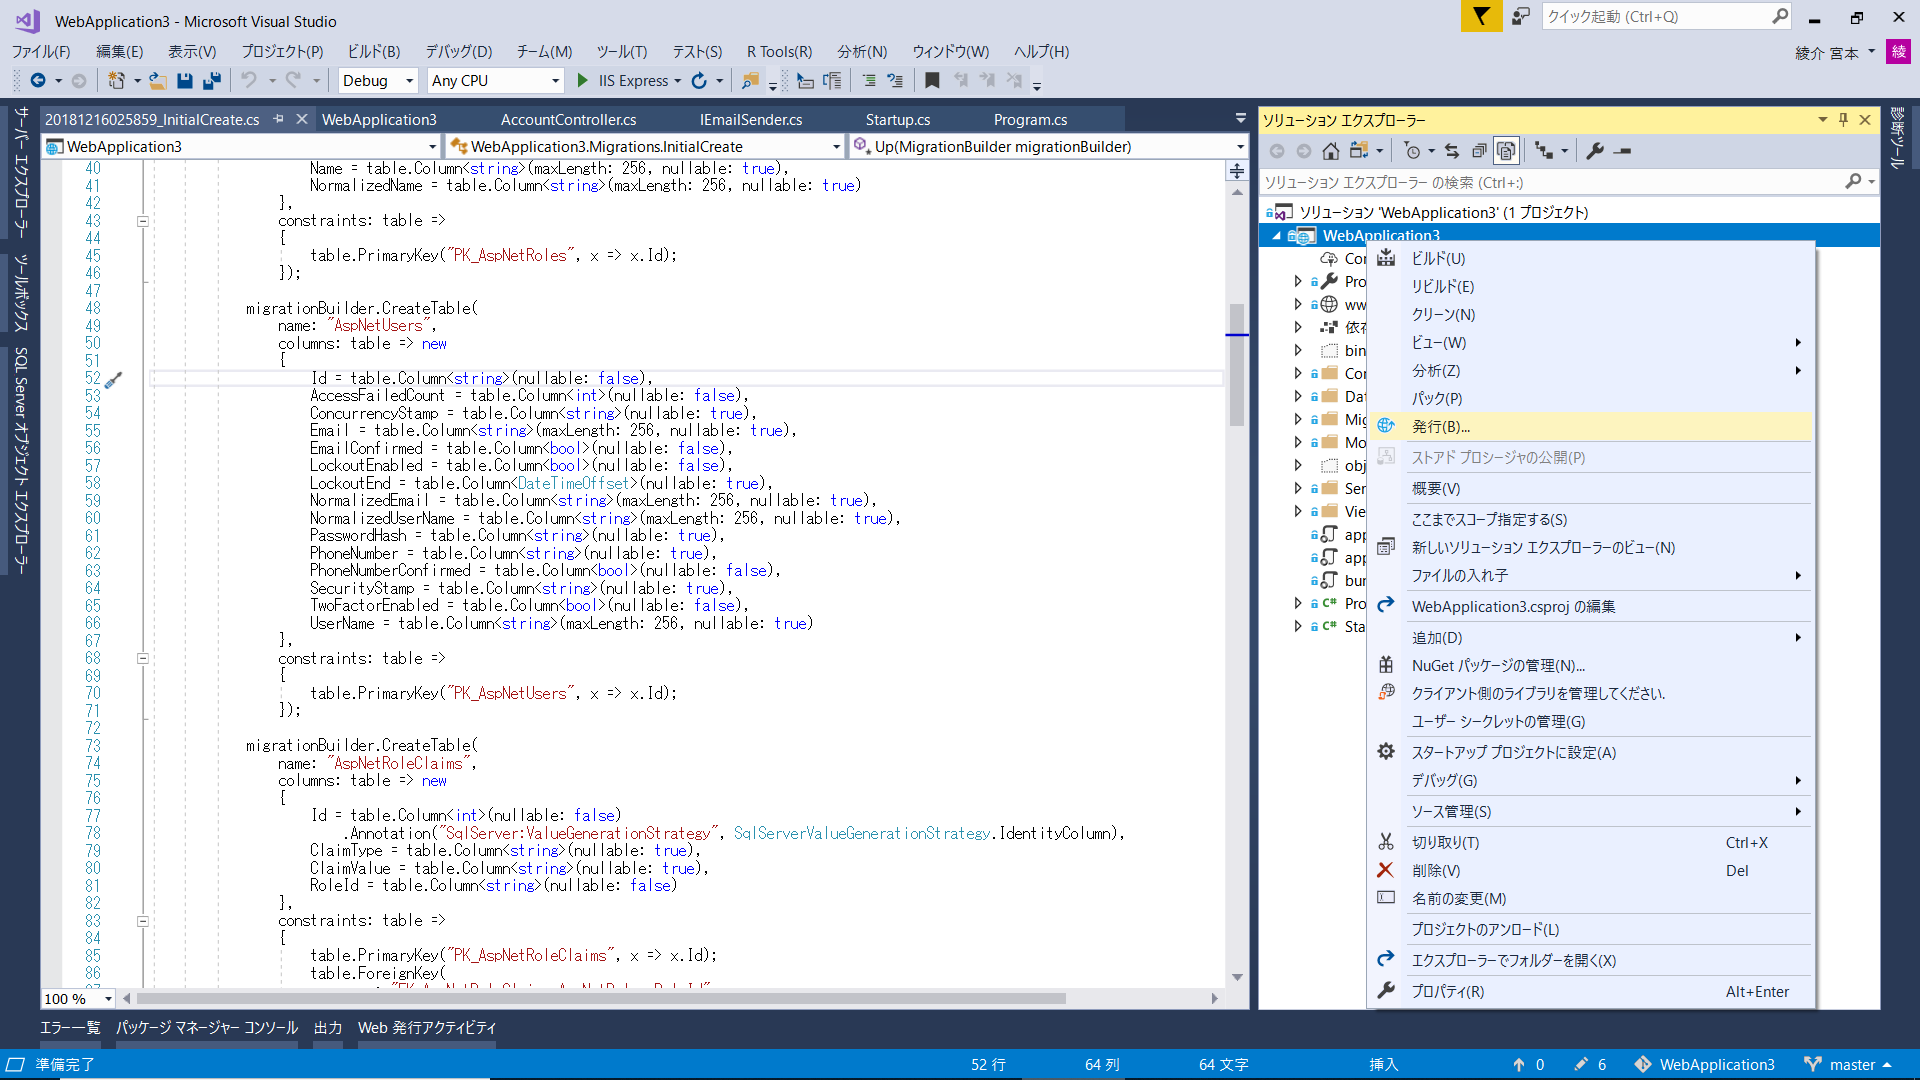 WebApplication3 - Microsoft Visual Studio
クイック起動 (Ctrl+Q)
ファイル(F) 編集(E) 表示(V) プロジェクト(P) ビルド(B) デバッグ(D) チーム(M) ツール(T) テスト(S) R Tools(R) 分析(N) ウィンドウ(W) ヘルプ(H)
綾介 宮本 綾
Debug Any CPU IIS Express
サーバー エクスプローラー
ツールボックス
SQL Server オブジェクト エクスプローラー
20181216025859_InitialCreate.cs WebApplication3 AccountController.cs IEmailSender.cs Startup.cs Program.cs
WebApplication3 WebApplication3.Migrations.InitialCreate Up(MigrationBuilder migrationBuilder)
40 Name = table.Column<string>(maxLength: 256, nullable: true),
41 NormalizedName = table.Column<string>(maxLength: 256, nullable: true)
42 },
43 constraints: table =>
44 {
45 table.PrimaryKey("PK_AspNetRoles", x => x.Id);
46 });
47
48 migrationBuilder.CreateTable(
49 name: "AspNetUsers",
50 columns: table => new
51 {
52 Id = table.Column<string>(nullable: false),
53 AccessFailedCount = table.Column<int>(nullable: false),
54 ConcurrencyStamp = table.Column<string>(nullable: true),
55 Email = table.Column<string>(maxLength: 256, nullable: true),
56 EmailConfirmed = table.Column<bool>(nullable: false),
57 LockoutEnabled = table.Column<bool>(nullable: false),
58 LockoutEnd = table.Column<DateTimeOffset>(nullable: true),
59 NormalizedEmail = table.Column<string>(maxLength: 256, nullable: true),
60 NormalizedUserName = table.Column<string>(maxLength: 256, nullable: true),
61 PasswordHash = table.Column<string>(nullable: true),
62 PhoneNumber = table.Column<string>(nullable: true),
63 PhoneNumberConfirmed = table.Column<bool>(nullable: false),
64 SecurityStamp = table.Column<string>(nullable: true),
65 TwoFactorEnabled = table.Column<bool>(nullable: false),
66 UserName = table.Column<string>(maxLength: 256, nullable: true)
67 },
68 constraints: table =>
69 {
70 table.PrimaryKey("PK_AspNetUsers", x => x.Id);
71 });
72
73 migrationBuilder.CreateTable(
74 name: "AspNetRoleClaims",
75 columns: table => new
76 {
77 Id = table.Column<int>(nullable: false)
78 .Annotation("SqlServer:ValueGenerationStrategy", SqlServerValueGenerationStrategy.IdentityColumn),
79 ClaimType = table.Column<string>(nullable: true),
80 ClaimValue = table.Column<string>(nullable: true),
81 RoleId = table.Column<string>(nullable: false)
82 },
83 constraints: table =>
84 {
85 table.PrimaryKey("PK_AspNetRoleClaims", x => x.Id);
86 table.ForeignKey(
100 %
ソリューション エクスプローラー
ソリューション エクスプローラー の検索 (Ctrl+:)
ソリューション 'WebApplication3' (1 プロジェクト)
WebApplication3
Con
Pro
ww
依存
bin
Cor
Dat
Mig
Mo
obj
Ser
Vie
app
app
bur
C# Pro
C# Sta
ビルド(U)
リビルド(E)
クリーン(N)
ビュー(W)
分析(Z)
パック(P)
発行(B)...
ストアド プロシージャの公開(P)
概要(V)
ここまでスコープ指定する(S)
新しいソリューション エクスプローラーのビュー(N)
ファイルの入れ子
WebApplication3.csproj の編集
追加(D)
NuGet パッケージの管理(N)...
クライアント側のライブラリを管理してください.
ユーザー シークレットの管理(G)
スタートアップ プロジェクトに設定(A)
デバッグ(G)
ソース管理(S)
切り取り(T) Ctrl+X
削除(V) Del
名前の変更(M)
プロジェクトのアンロード(L)
エクスプローラーでフォルダーを開く(X)
プロパティ(R) Alt+Enter
診断ツール
エラー一覧 パッケージ マネージャー コンソール 出力 Web 発行アクティビティ
準備完了 52 行 64 列 64 文字 挿入 0 6 WebApplication3 master